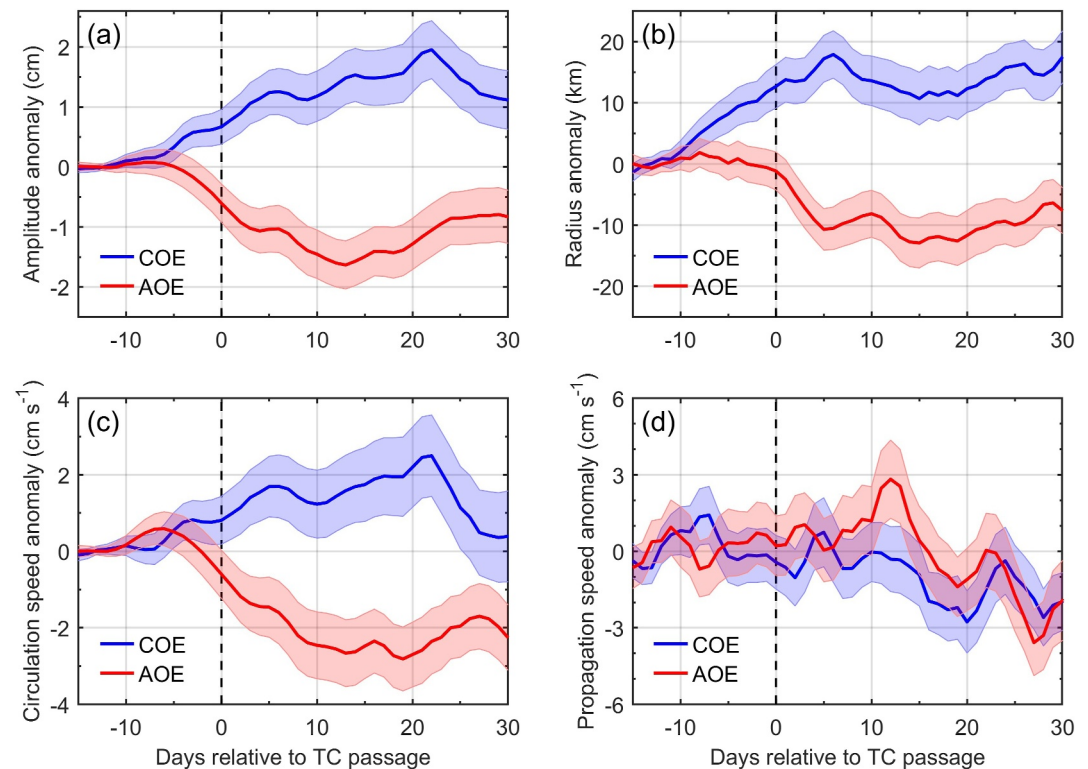 (a)
Amplitude anomaly (cm)
2
1
0
-1
-2
COE
AOE
-10 0 10 20 30
(b)
Radius anomaly (km)
20
10
0
-10
-20
COE
AOE
-10 0 10 20 30
(c)
Circulation speed anomaly (cm s⁻¹)
4
2
0
-2
-4
COE
AOE
-10 0 10 20 30
Days relative to TC passage
(d)
Propagation speed anomaly (cm s⁻¹)
6
3
0
-3
-6
COE
AOE
-10 0 10 20 30
Days relative to TC passage